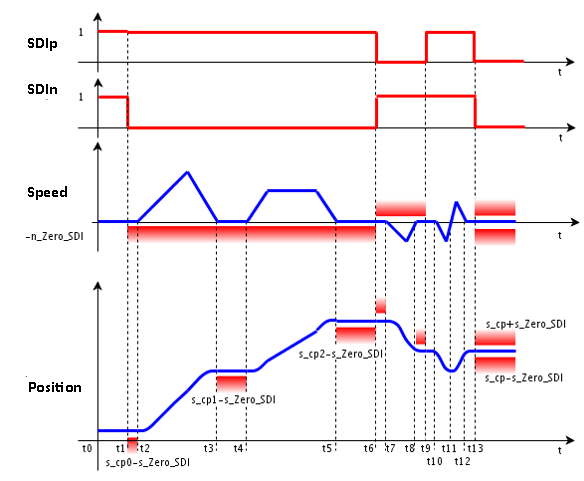 SDIp
1
t
SDIn
1
t
Speed
-n_Zero_SDI
t
s_cp+s_Zero_SDI
s_cp2-s_Zero_SDI
s_cp-s_Zero_SDI
Position
s_cp1-s_Zero_SDI
t0 t1 t2 t3 t4 t5 t6 t7 t8 t9 t11 t13 t
s_cp0-s_Zero_SDI t10 t12